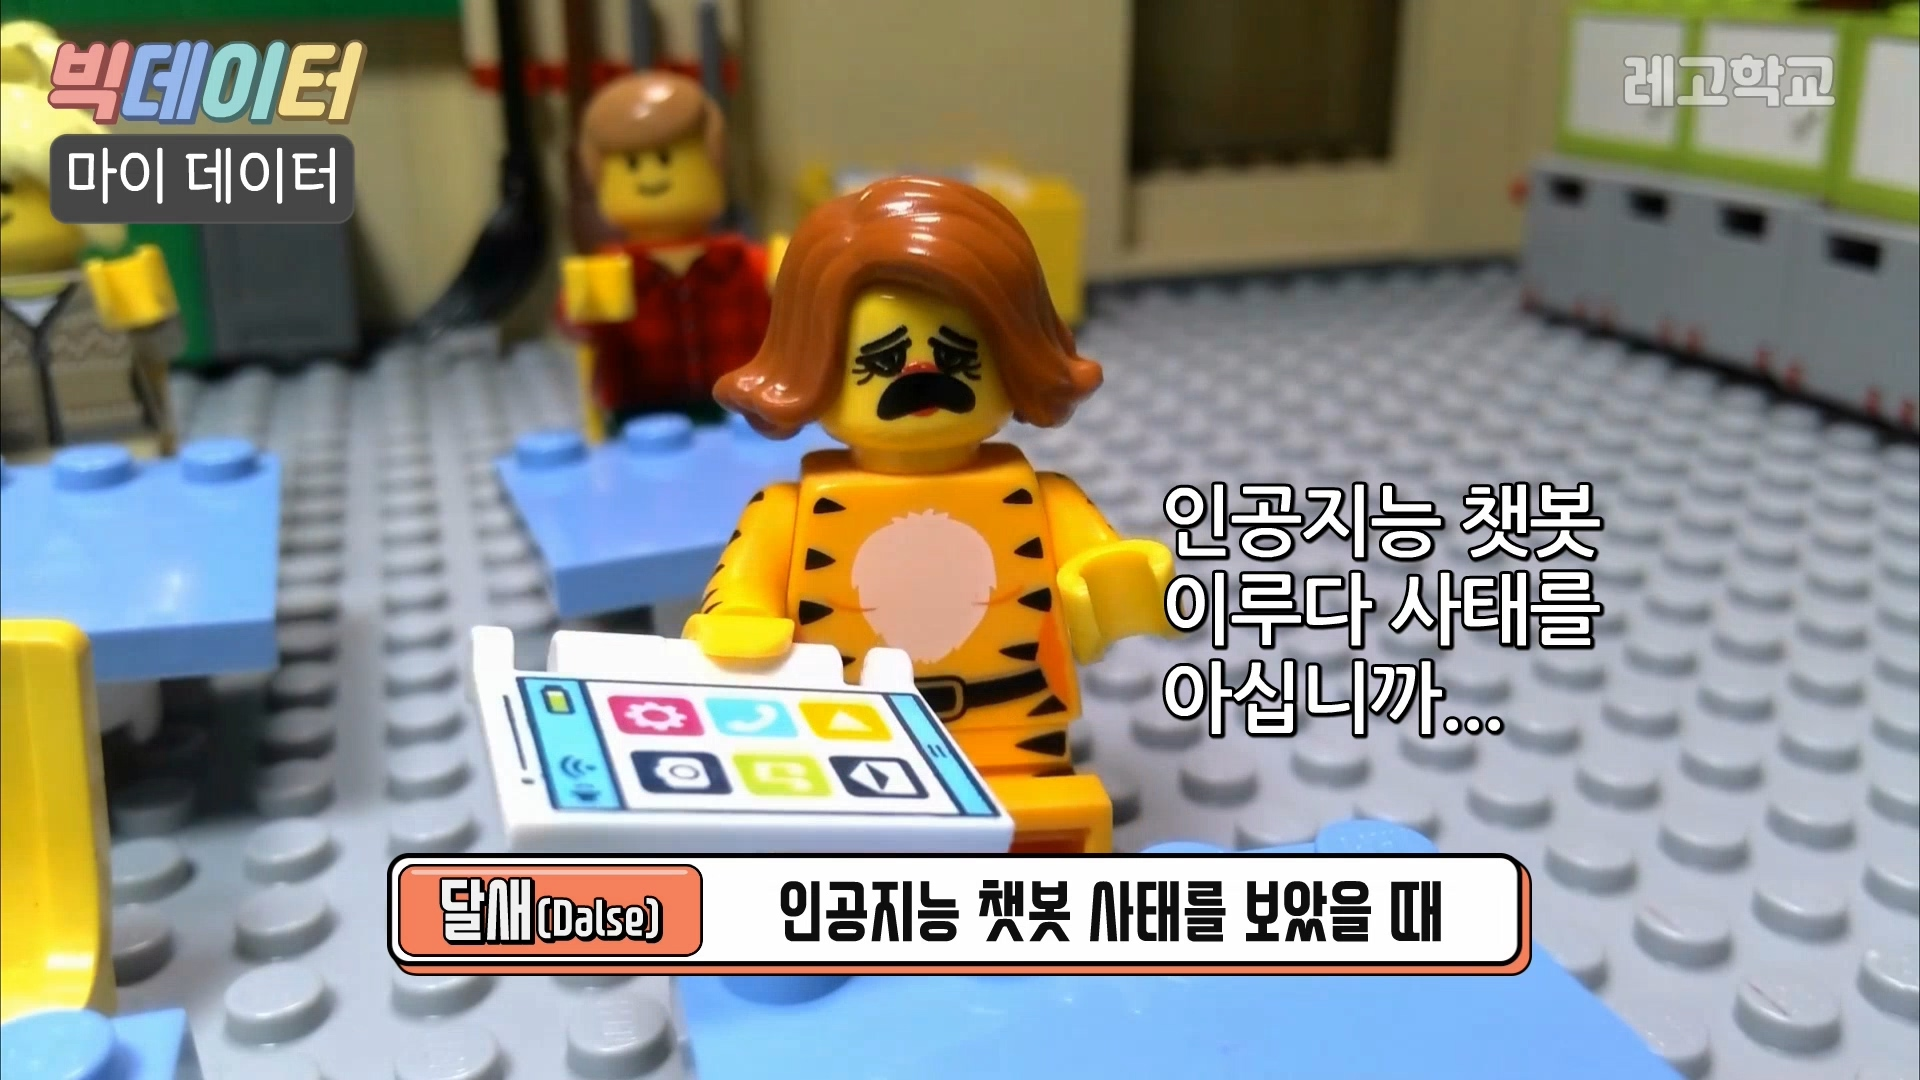 빅데이터
마이 데이터
레고학교
인공지능 챗봇
이루다 사태를
아십니까...
달새(Dalse)
인공지능 챗봇 사태를 보았을 때